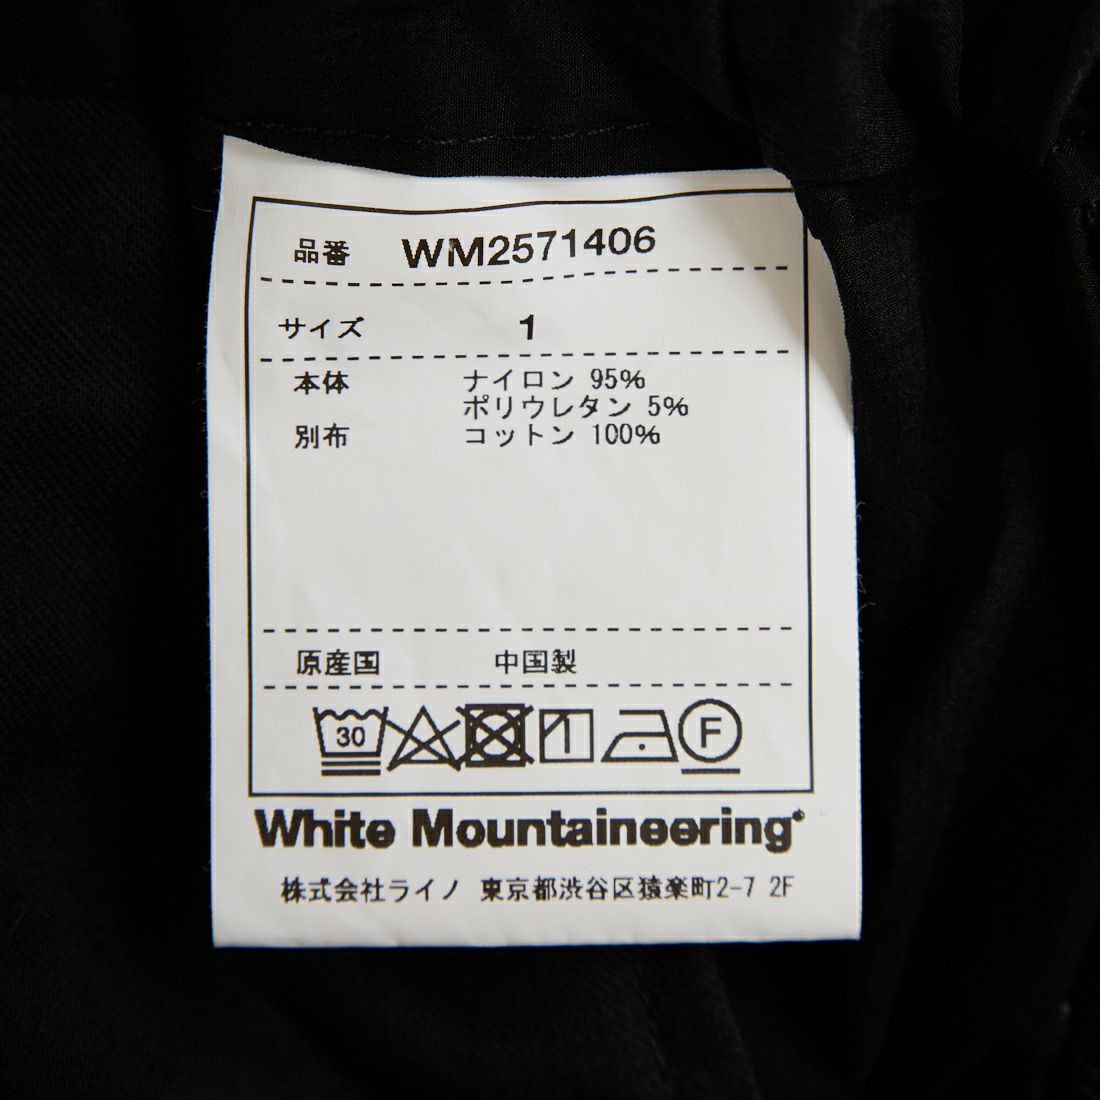 品番 WM2571406
サイズ 1
本体 ナイロン 95%
ポリウレタン 5%
別布 コットン 100%
原産国 中国製
30 F
White Mountaineering®
株式会社ライノ 東京都渋谷区猿楽町2-7 2F